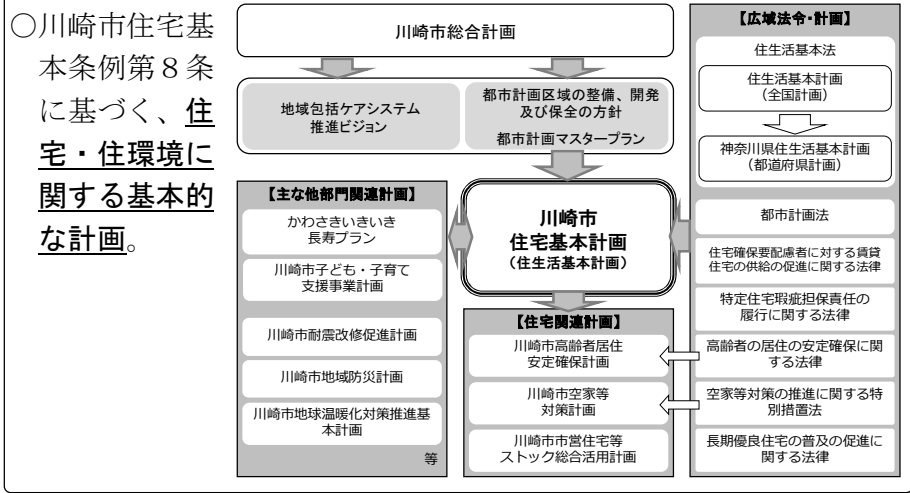 ○川崎市住宅基
本条例第８条
に基づく、住
宅・住環境に
関する基本的
な計画。
川崎市総合計画
地域包括ケアシステム
推進ビジョン
都市計画区域の整備、開発
及び保全の方針
都市計画マスタープラン
【主な他部門関連計画】
かわさきいきいき
長寿プラン
川崎市子ども・子育て
支援事業計画
川崎市耐震改修促進計画
川崎市地域防災計画
川崎市地球温暖化対策推進基
本計画
等
川崎市
住宅基本計画
（住生活基本計画）
【住宅関連計画】
川崎市高齢者居住
安定確保計画
川崎市空家等
対策計画
川崎市市営住宅等
ストック総合活用計画
【広域法令・計画】
住生活基本法
住生活基本計画
（全国計画）
神奈川県住生活基本計画
（都道府県計画）
都市計画法
住宅確保要配慮者に対する賃貸
住宅の供給の促進に関する法律
特定住宅瑕疵担保責任の
履行に関する法律
高齢者の居住の安定確保に関
する法律
空家等対策の推進に関する特
別措置法
長期優良住宅の普及の促進に
関する法律